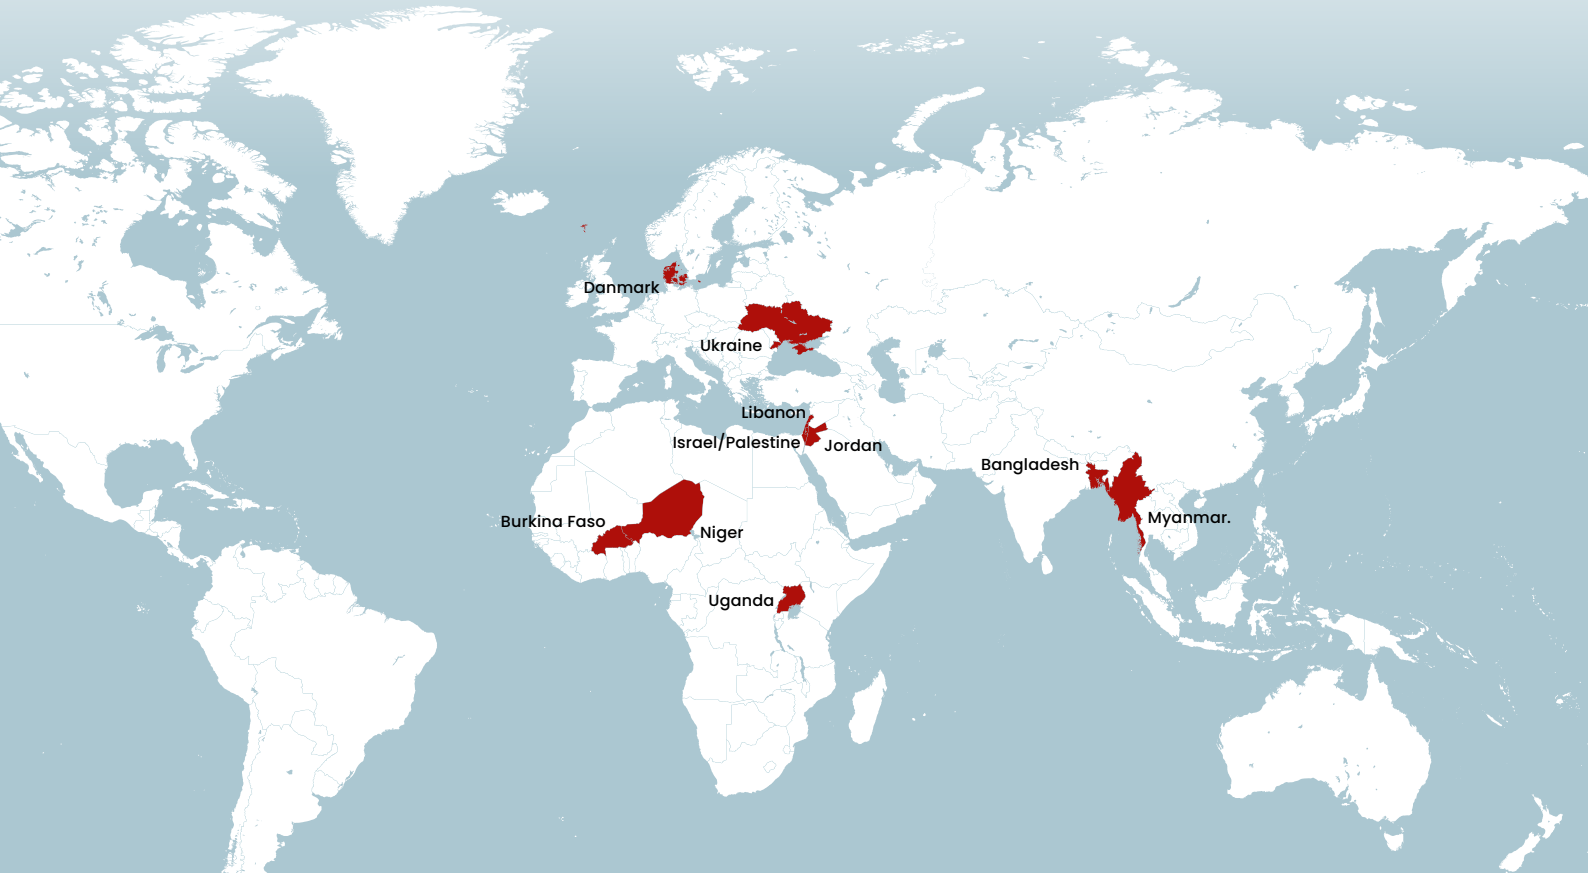 Danmark
Ukraine
Libanon
Israel/Palestine
Jordan
Bangladesh
Burkina Faso
Myanmar.
Niger
Uganda